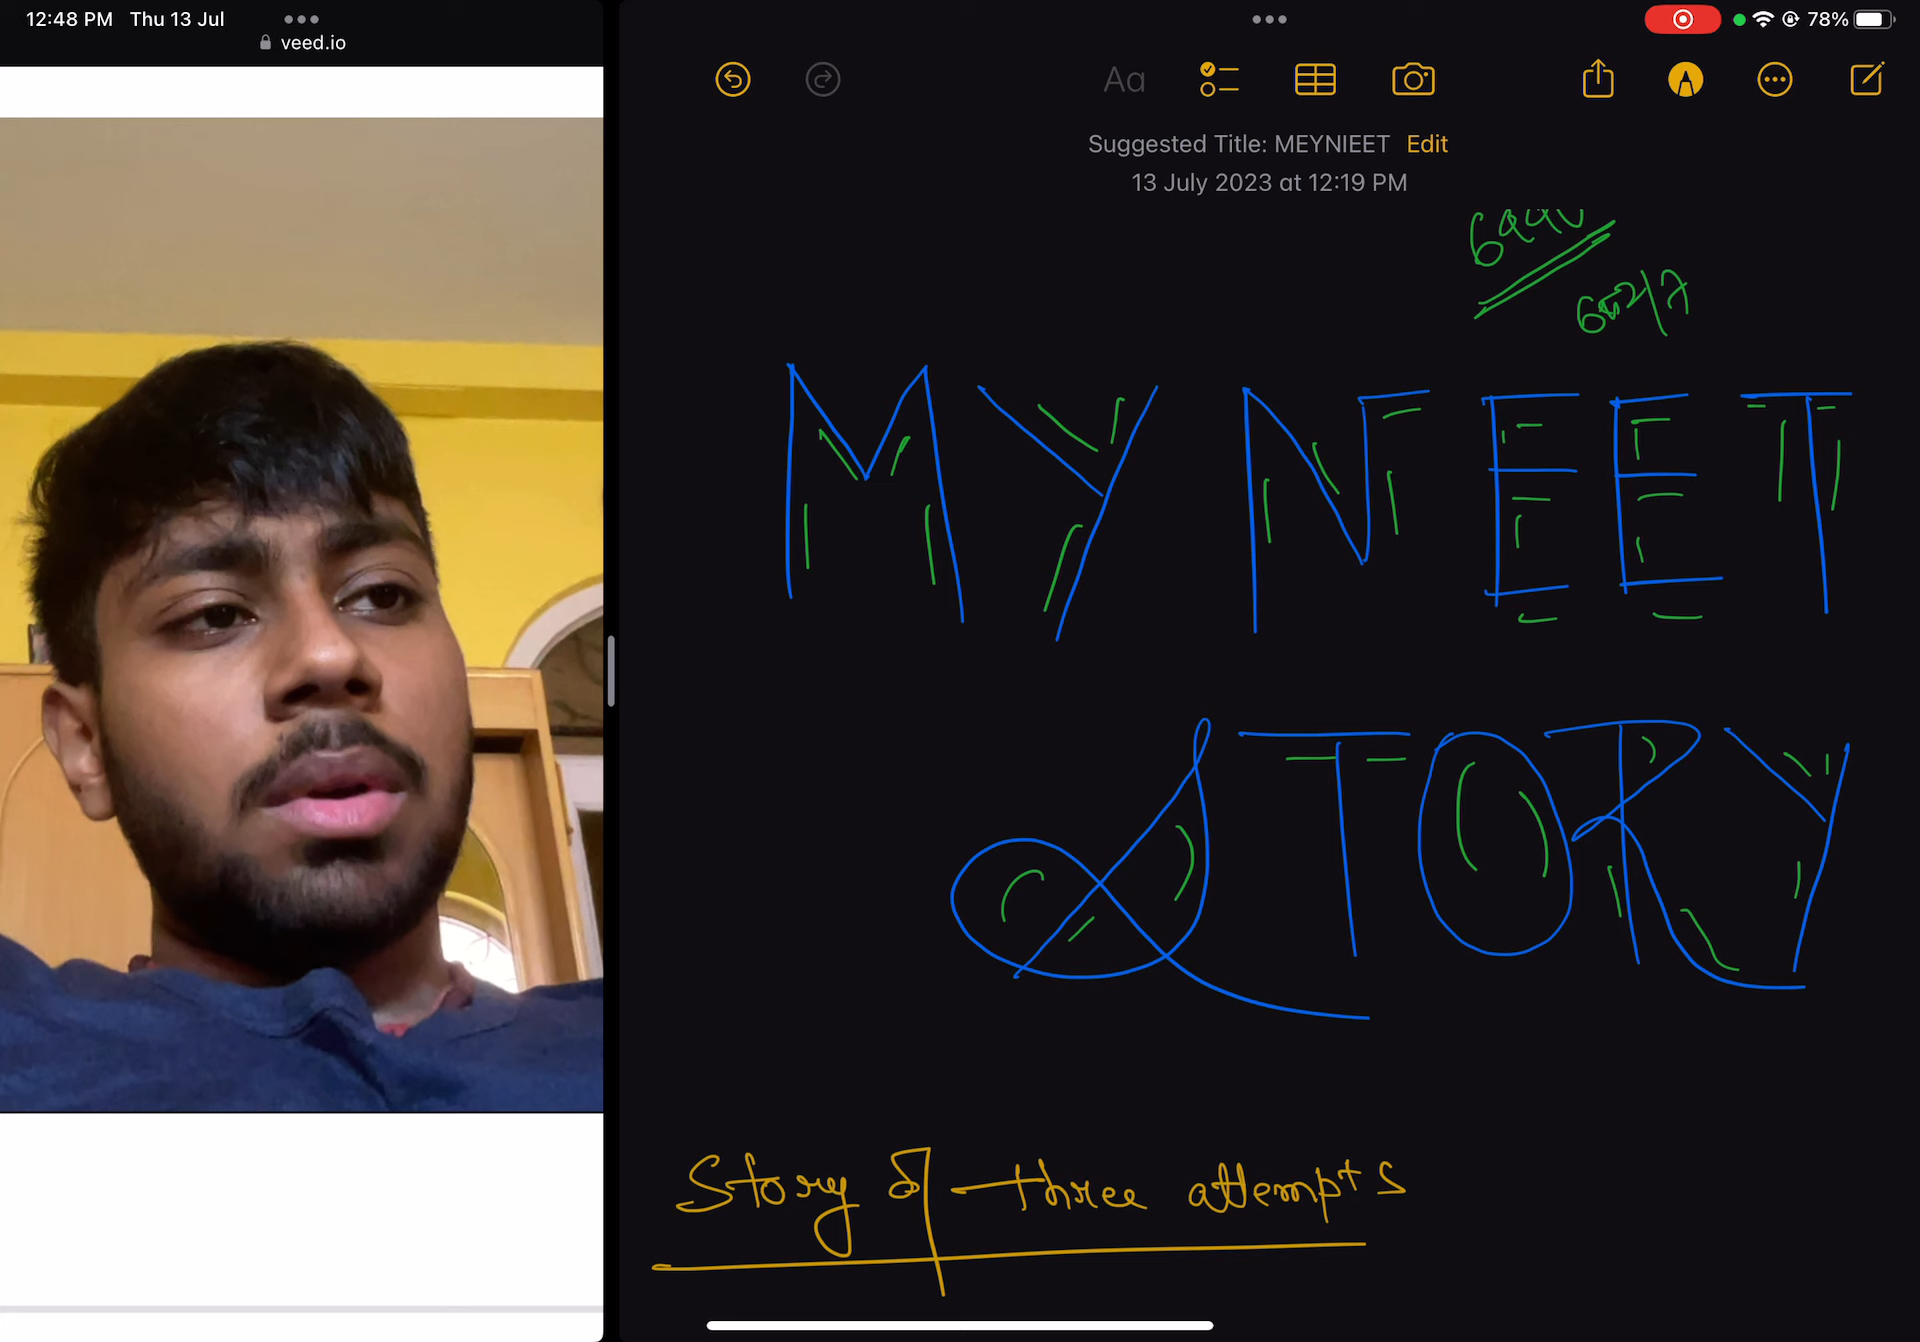 12:48 PM Thu 13 Jul
veed.io
78%
Aa
Suggested Title: MEYNIEET Edit
13 July 2023 at 12:19 PM
MY NEET
STORY
Story of three attempts